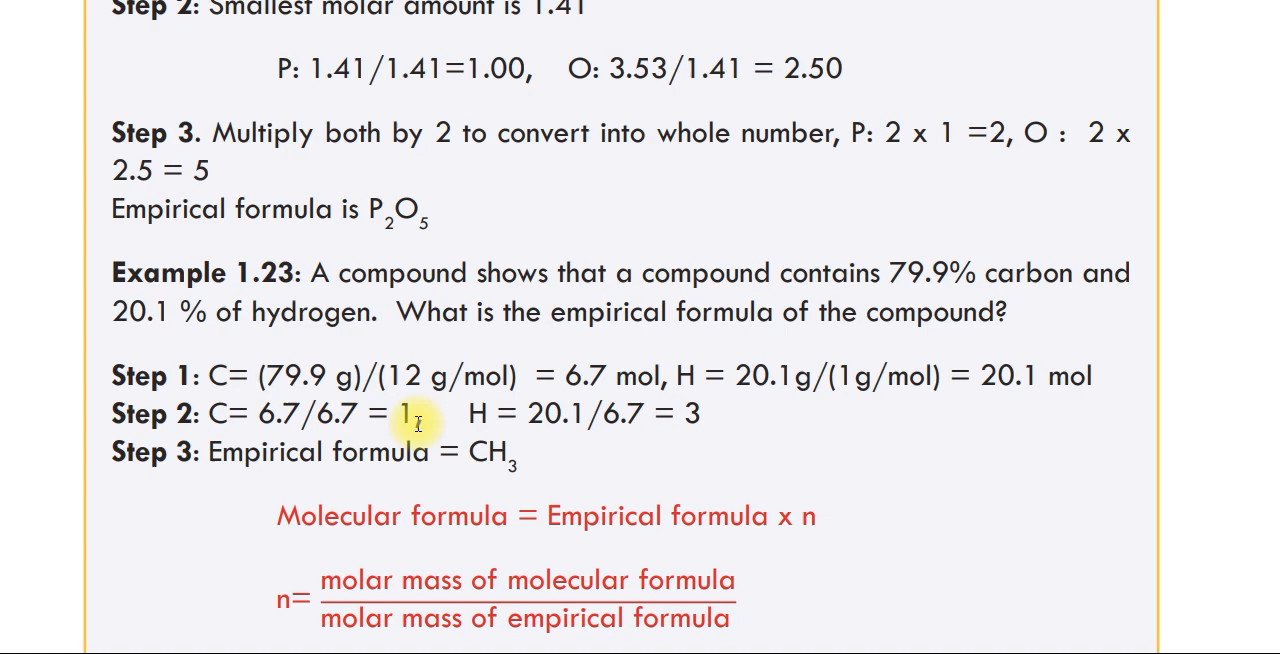 Step 2: Smallest molar amount is 1.41
P: 1.41/1.41=1.00, O: 3.53/1.41 = 2.50
Step 3. Multiply both by 2 to convert into whole number, P: 2 x 1 =2, O : 2 x
2.5 = 5
Empirical formula is P₂O₅
Example 1.23: A compound shows that a compound contains 79.9% carbon and
20.1 % of hydrogen. What is the empirical formula of the compound?
Step 1: C= (79.9 g)/(12 g/mol) = 6.7 mol, H = 20.1g/(1g/mol) = 20.1 mol
Step 2: C= 6.7/6.7 = 1, H = 20.1/6.7 = 3
Step 3: Empirical formula = CH₃
Molecular formula = Empirical formula x n
n= molar mass of molecular formula
molar mass of empirical formula